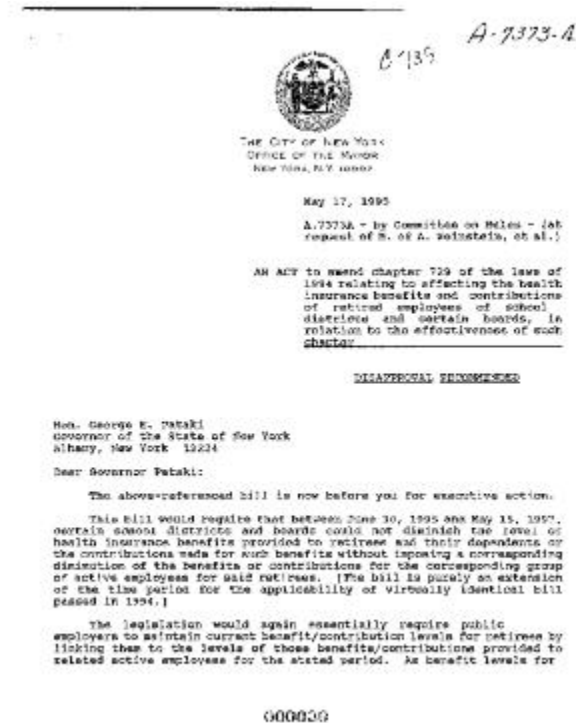 A-7373-A
THE CITY OF NEW YORK
OFFICE OF THE MAYOR
NEW YORK, N.Y. 10007
May 17, 1995
A.7373A - by Committee on Rules - (at
request of M. of A. Weinstein, et al.)
AN ACT to amend chapter 729 of the laws of
1994 relating to affecting the health
insurance benefits and contributions
of retired employees of school
districts and certain boards, in
relation to the effectiveness of such
chapter
DISAPPROVAL RECOMMENDED
Hon. George E. Pataki
Governor of the State of New York
Albany, New York 12224
Dear Governor Pataki:
The above-referenced bill is now before you for executive action.
This bill would require that between June 30, 1995 and May 15, 1997,
certain school districts and boards could not diminish the level of
health insurance benefits provided to retirees and their dependents or
the contributions made for such benefits without imposing a corresponding
diminution of the benefits or contributions for the corresponding group
of active employees for said retirees. [The bill is purely an extension
of the time period for the applicability of virtually identical bill
passed in 1994.]
The legislation would again essentially require public
employers to maintain current benefit/contribution levels for retirees by
linking them to the levels of those benefits/contributions provided to
related active employees for the stated period. As benefit levels for